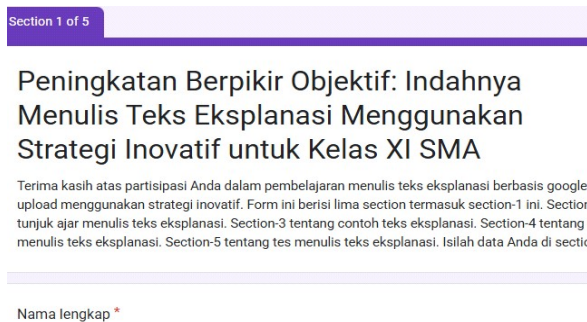 Section 1 of 5
Peningkatan Berpikir Objektif: Indahnya
Menulis Teks Eksplanasi Menggunakan
Strategi Inovatif untuk Kelas XI SMA
Terima kasih atas partisipasi Anda dalam pembelajaran menulis teks eksplanasi berbasis google
upload menggunakan strategi inovatif. Form ini berisi lima section termasuk section-1 ini. Section
tunjuk ajar menulis teks eksplanasi. Section-3 tentang contoh teks eksplanasi. Section-4 tentang
menulis teks eksplanasi. Section-5 tentang tes menulis teks eksplanasi. Isilah data Anda di
Nama lengkap *